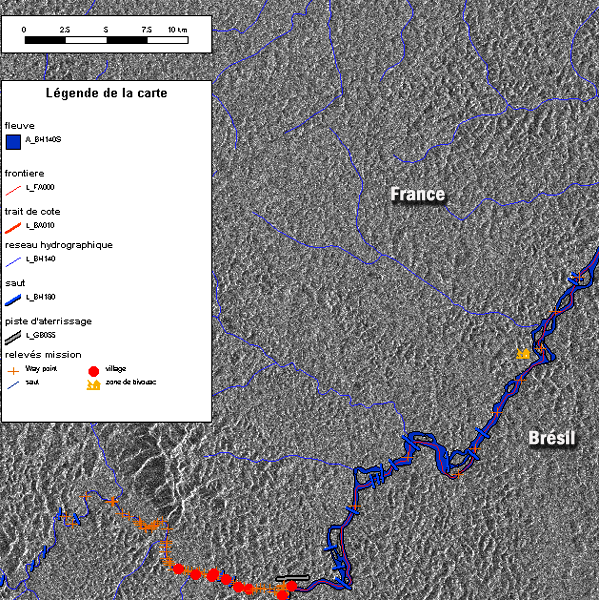 0 2.5 5 7.5 10 km
Légende de la carte
fleuve
A_BH140S
frontiere
L_FA000
trait de cote
L_BA010
reseau hydrographique
L_BH140
saut
L_BH180
piste d'aterrissage
L_GB055
relevés mission
Way point
village
saut
zone de bivouac
France
Brésil